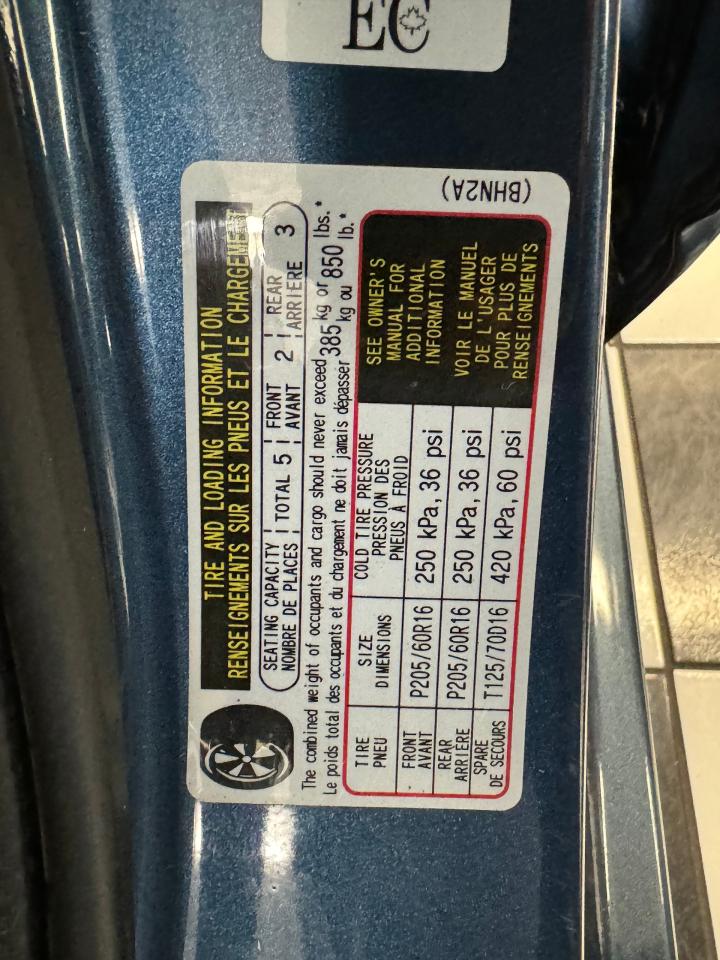 EC
TIRE AND LOADING INFORMATION
RENSEIGNEMENTS SUR LES PNEUS ET LE CHARGEMENT
SEATING CAPACITY TOTAL 5 FRONT 2 REAR 3
NOMBRE DE PLACES AVANT ARRIÈRE
The combined weight of occupants and cargo should never exceed 385 kg or 850 lbs.*
Le poids total des occupants et du chargement ne doit jamais dépasser 385 kg ou 850 lb.*
TIRE SIZE COLD TIRE PRESSURE
PNEU DIMENSIONS PRESSION DES
PNEUS À FROID
FRONT P205/60R16 250 kPa, 36 psi
AVANT
REAR P205/60R16 250 kPa, 36 psi
ARRIÈRE
SPARE T125/70D16 420 kPa, 60 psi
DE SECOURS
SEE OWNER'S
MANUAL FOR
ADDITIONAL
INFORMATION
VOIR LE MANUEL
DE L'USAGER
POUR PLUS DE
RENSEIGNEMENTS
(BHN2A)